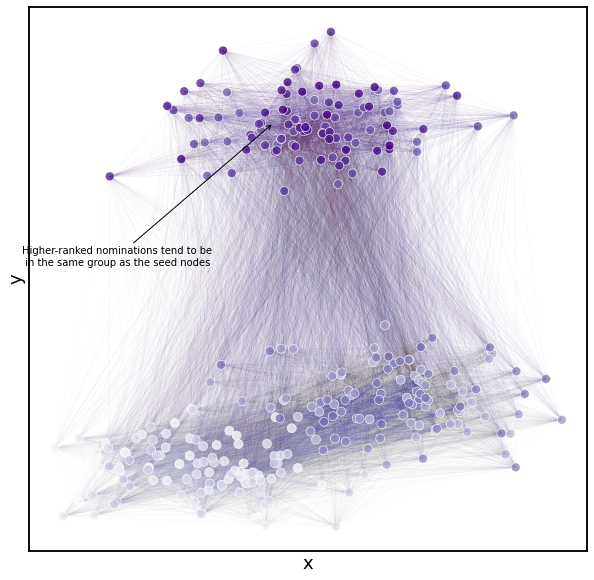 Higher-ranked nominations tend to be
in the same group as the seed nodes
y
x